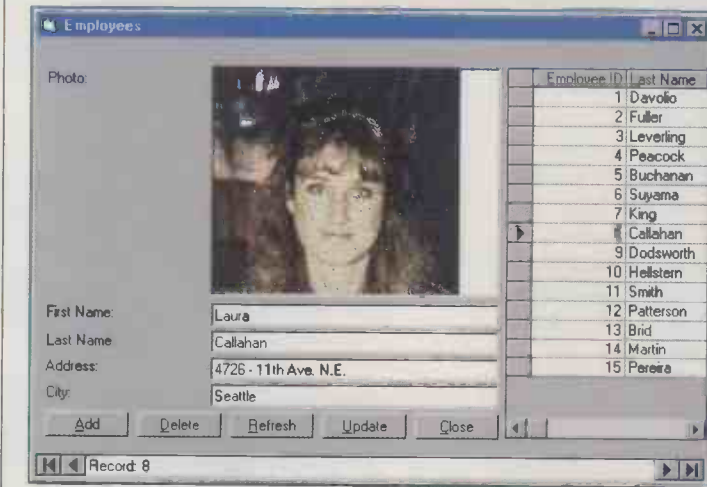 Employees
Photo:
First Name: Laura
Last Name Callahan
Address: 4726 - 11th Ave. N.E.
City: Seattle
Add Delete Refresh Update Close
Record: 8
Employee ID Last Name
1 Davolio
2 Fuller
3 Leverling
4 Peacock
5 Buchanan
6 Suyama
7 King
Callahan
9 Dodsworth
10 Hellstern
11 Smith
12 Patterson
13 Brid
14 Martin
15 Pereira